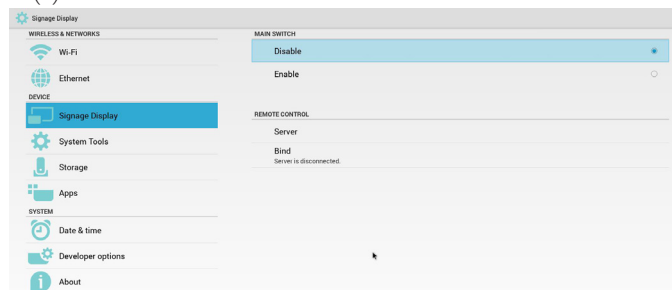 Signage Display
WIRELESS & NETWORKS
Wi-Fi
Ethernet
DEVICE
Signage Display
System Tools
Storage
Apps
SYSTEM
Date & time
Developer options
About
MAIN SWITCH
Disable
Enable
REMOTE CONTROL
Server
Bind
Server is disconnected.